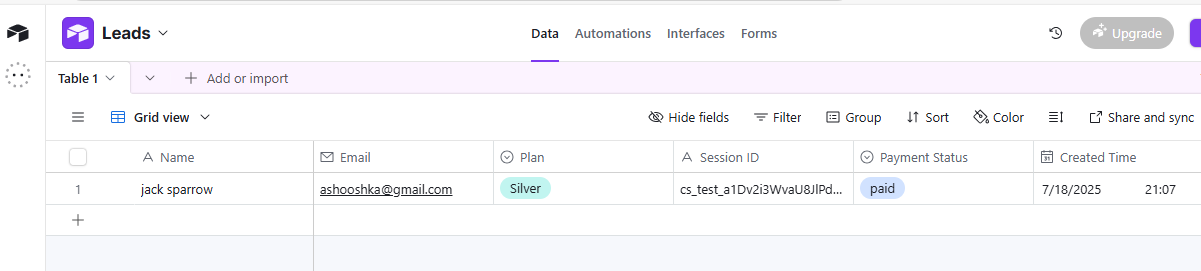 Leads
Data Automations Interfaces Forms
Upgrade
Table 1
Add or import
Grid view
Hide fields Filter Group Sort Color Share and sync
Name Email Plan Session ID Payment Status Created Time
1 jack sparrow ashooshka@gmail.com Silver cs_test_a1Dv2i3WvaU8JlPd... paid 7/18/2025 21:07